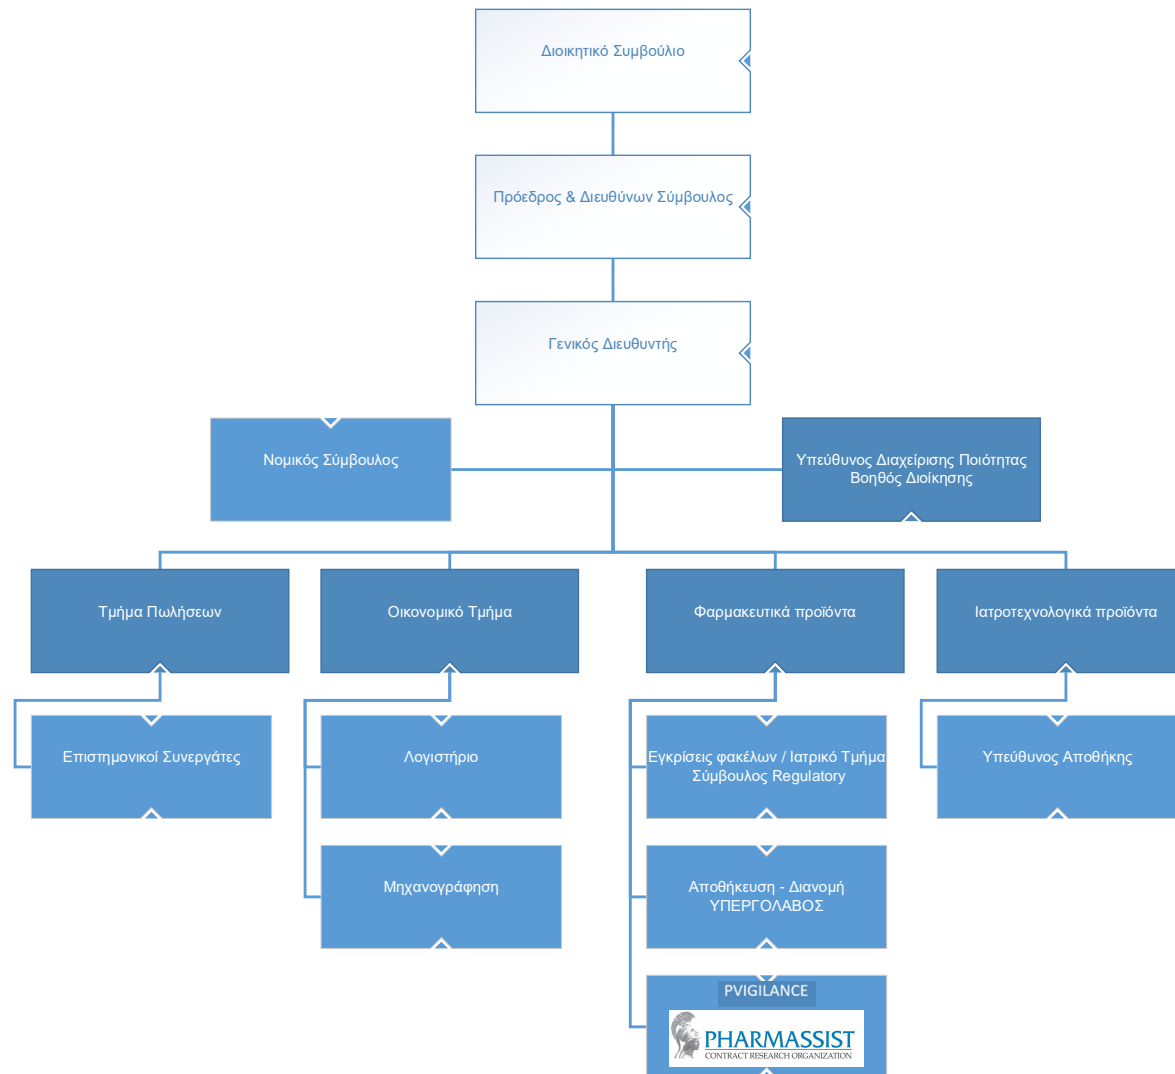 Διοικητικό Συμβούλιο
Πρόεδρος & Διευθύνων Σύμβουλος
Γενικός Διευθυντής
Νομικός Σύμβουλος
Υπεύθυνος Διαχείρισης Ποιότητας
Βοηθός Διοίκησης
Τμήμα Πωλήσεων
Οικονομικό Τμήμα
Φαρμακευτικά προϊόντα
Ιατροτεχνολογικά προϊόντα
Επιστημονικοί Συνεργάτες
Λογιστήριο
Εγκρίσεις φακέλων / Ιατρικό Τμήμα
Σύμβουλος Regulatory
Υπεύθυνος Αποθήκης
Μηχανογράφηση
Αποθήκευση - Διανομή
ΥΠΕΡΓΟΛΑΒΟΣ
PVIGILANCE
PHARMASSIST
CONTRACT RESEARCH ORGANIZATION